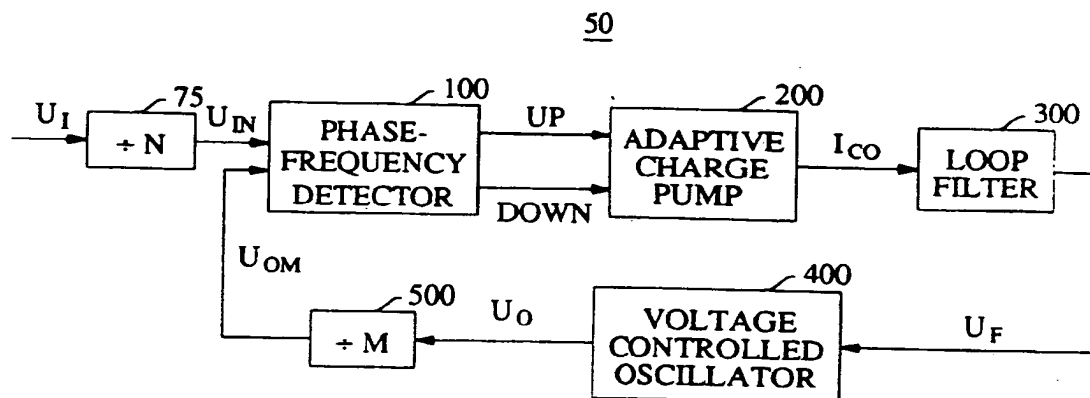 50
75
100
200
300
U_I
÷ N
U_IN
PHASE-
FREQUENCY
DETECTOR
UP
DOWN
ADAPTIVE
CHARGE
PUMP
I_CO
LOOP
FILTER
U_OM
500
÷ M
U_O
400
VOLTAGE
CONTROLLED
OSCILLATOR
U_F